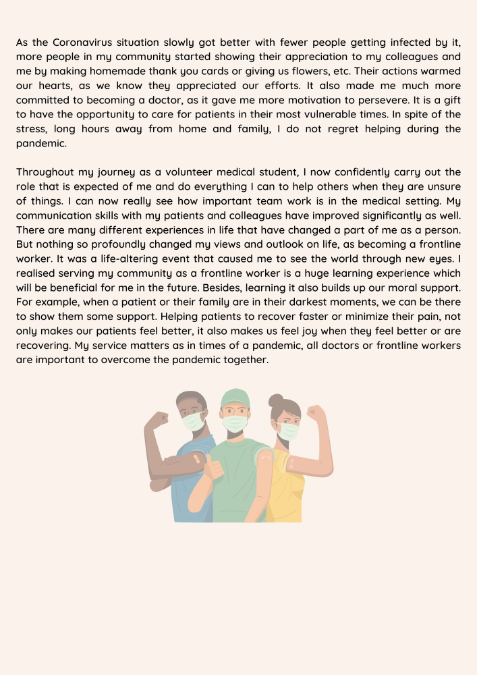 As the Coronavirus situation slowly got better with fewer people getting infected by it,
more people in my community started showing their appreciation to my colleagues and
me by making homemade thank you cards or giving us flowers, etc. Their actions warmed
our hearts, as we know they appreciated our efforts. It also made me much more
committed to becoming a doctor, as it gave me more motivation to persevere. It is a gift
to have the opportunity to care for patients in their most vulnerable times. In spite of the
stress, long hours away from home and family, I do not regret helping during the
pandemic.
Throughout my journey as a volunteer medical student, I now confidently carry out the
role that is expected of me and do everything I can to help others when they are unsure
of things. I can now really see how important team work is in the medical setting. My
communication skills with my patients and colleagues have improved significantly as well.
There are many different experiences in life that have changed a part of me as a person.
But nothing so profoundly changed my views and outlook on life, as becoming a frontline
worker. It was a life-altering event that caused me to see the world through new eyes. I
realised serving my community as a frontline worker is a huge learning experience which
will be beneficial for me in the future. Besides, learning it also builds up our moral support.
For example, when a patient or their family are in their darkest moments, we can be there
to show them some support. Helping patients to recover faster or minimize their pain, not
only makes our patients feel better, it also makes us feel joy when they feel better or are
recovering. My service matters as in times of a pandemic, all doctors or frontline workers
are important to overcome the pandemic together.